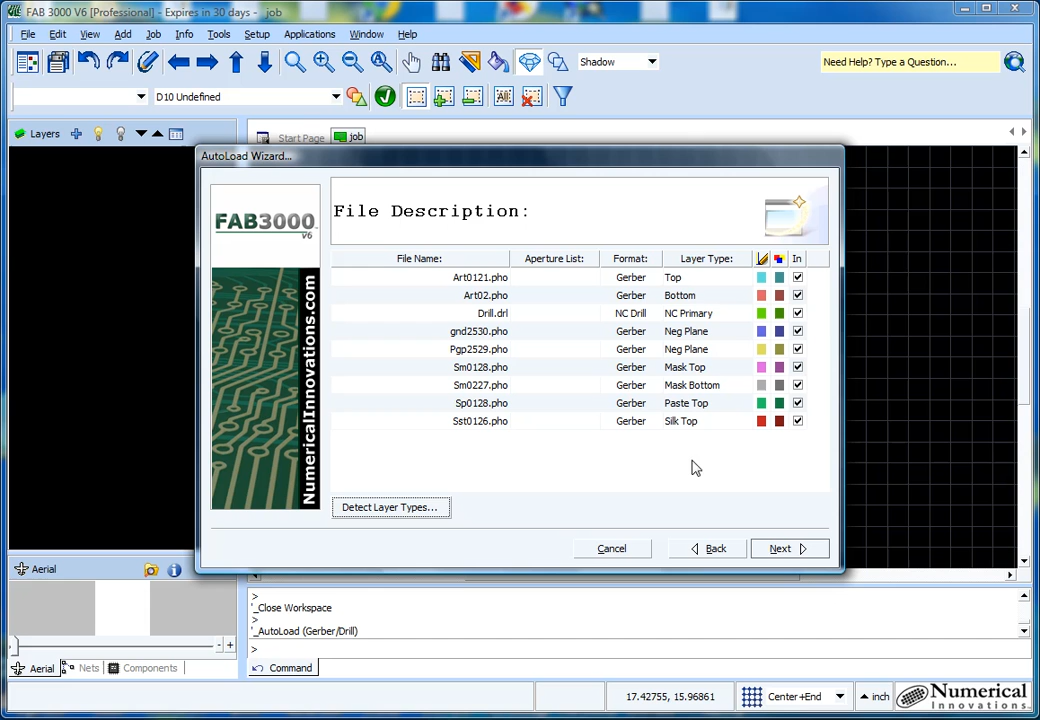 FAB 3000 V6 [Professional] - Expires in 30 days - job
File Edit View Add Job Info Tools Setup Applications Window Help
Shadow
Need Help? Type a Question...
D10 Undefined
All
Layers
Start Page
job
AutoLoad Wizard...
FAB3000
V6
NumericalInnovations.com
File Description:
File Name: Aperture List: Format: Layer Type: In
Art0121.pho Gerber Top
Art02.pho Gerber Bottom
Drill.drl NC Drill NC Primary
gnd2530.pho Gerber Neg Plane
Pgp2529.pho Gerber Neg Plane
Sm0128.pho Gerber Mask Top
Sm0227.pho Gerber Mask Bottom
Sp0128.pho Gerber Paste Top
Sst0126.pho Gerber Silk Top
Detect Layer Types...
Cancel Back Next
Aerial
>
'_Close Workspace
>
'_AutoLoad (Gerber/Drill)
>
- +
Aerial Nets Components
Command
17.42755, 15.96861
Center+End
inch
Numerical
Innovations